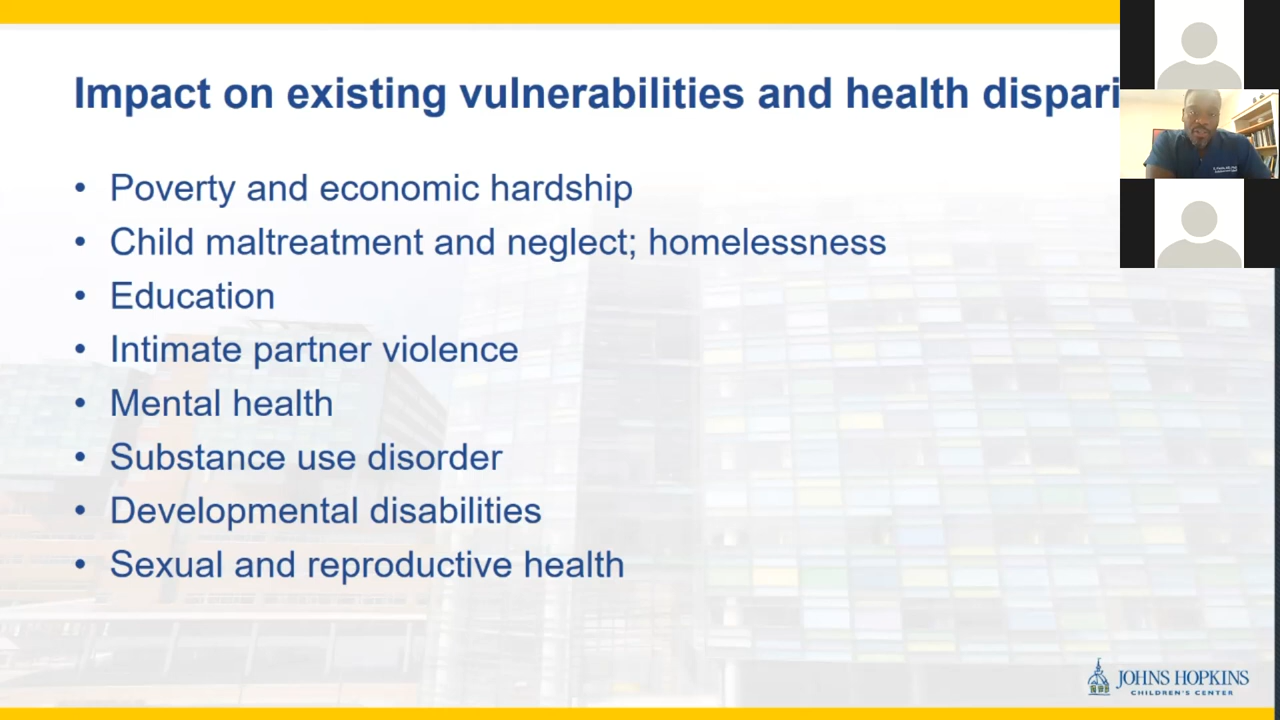 Impact on existing vulnerabilities and health dispari
• Poverty and economic hardship
• Child maltreatment and neglect; homelessness
• Education
• Intimate partner violence
• Mental health
• Substance use disorder
• Developmental disabilities
• Sexual and reproductive health
JOHNS HOPKINS
CHILDREN'S CENTER